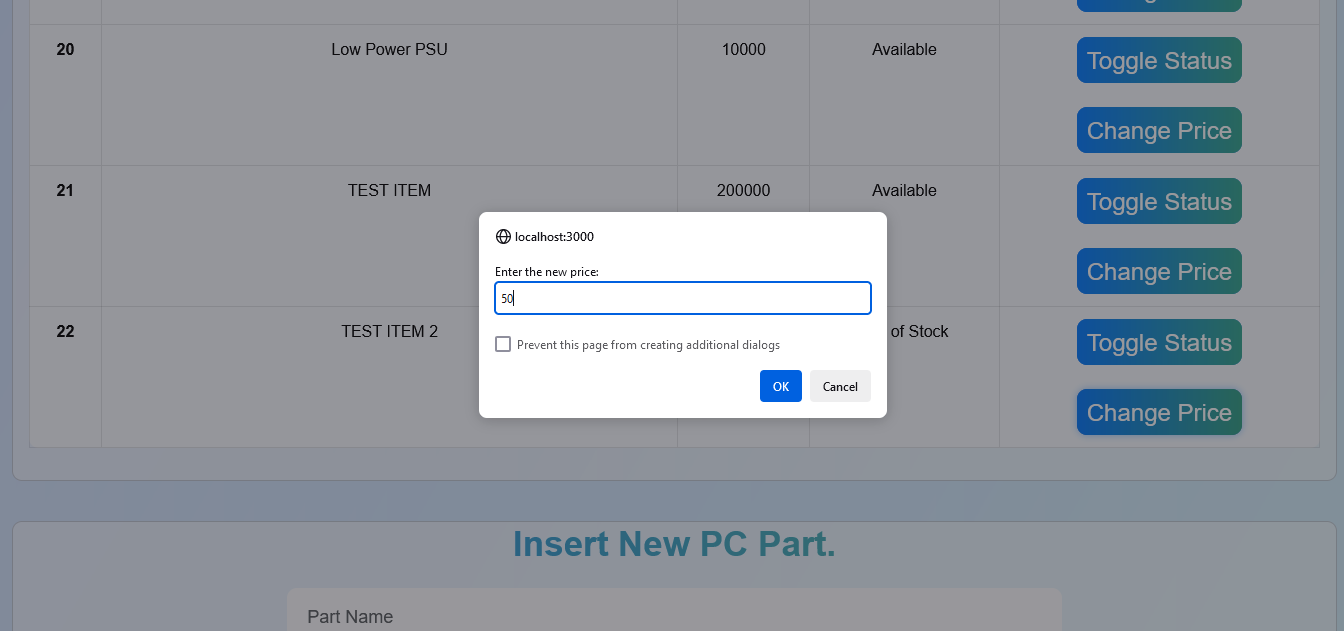 20 Low Power PSU 10000 Available Toggle Status
Change Price
21 TEST ITEM 200000 Available Toggle Status
Change Price
localhost:3000
Enter the new price:
50
Prevent this page from creating additional dialogs
OK Cancel
22 TEST ITEM 2 of Stock Toggle Status
Change Price
Insert New PC Part.
Part Name